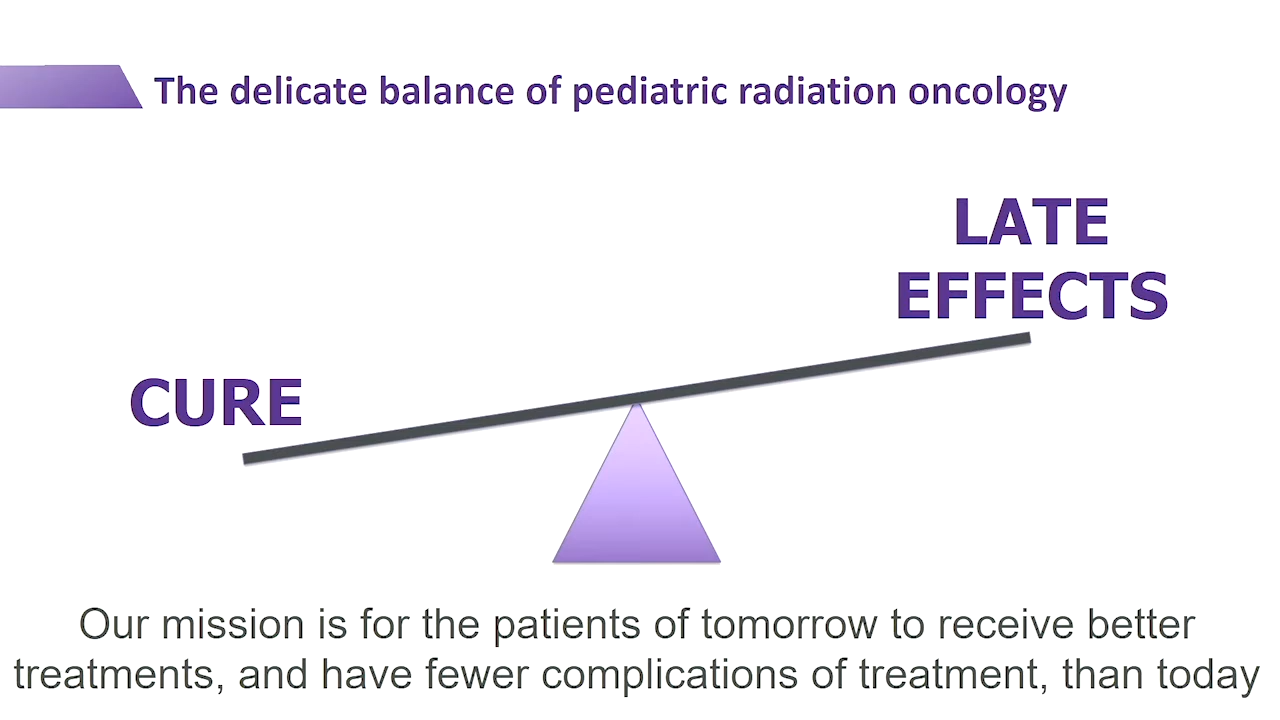 The delicate balance of pediatric radiation oncology
LATE
EFFECTS
CURE
Our mission is for the patients of tomorrow to receive better
treatments, and have fewer complications of treatment, than today